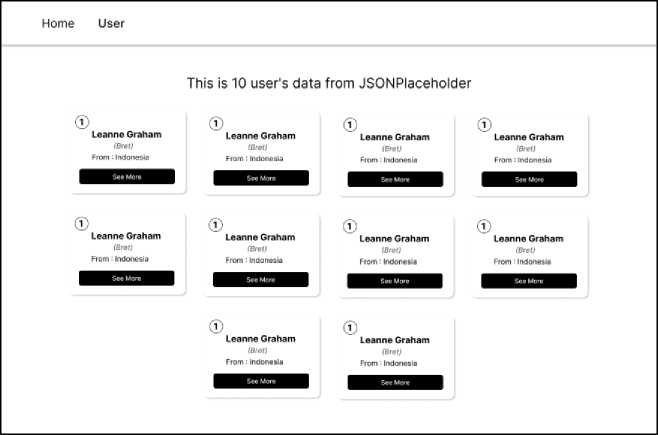 Home User
This is 10 user's data from JSONPlaceholder
1 1 1 1
Leanne Graham Leanne Graham Leanne Graham Leanne Graham
(Bret) (Bret) (Bret) (Bret)
From : Indonesia From : Indonesia From : Indonesia From : Indonesia
See More See More See More See More
1 1 1 1
Leanne Graham Leanne Graham Leanne Graham Leanne Graham
(Bret) (Bret) (Bret) (Bret)
From : Indonesia From : Indonesia From : Indonesia From : Indonesia
See More See More See More See More
1 1
Leanne Graham Leanne Graham
(Bret) (Bret)
From : Indonesia From : Indonesia
See More See More